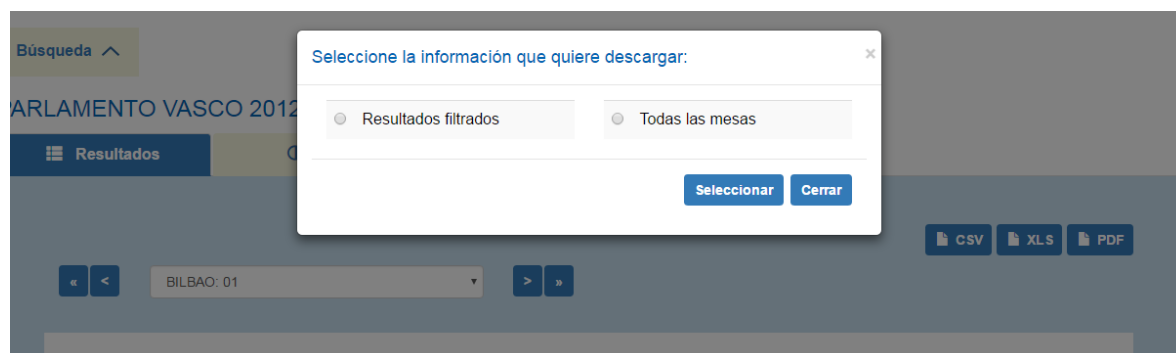 Búsqueda
Seleccione la información que quiere descargar:
×
PARLAMENTO VASCO 2012
Resultados filtrados
Todas las mesas
Resultados
Seleccionar
Cerrar
CSV
XLS
PDF
«
<
BILBAO: 01
>
»